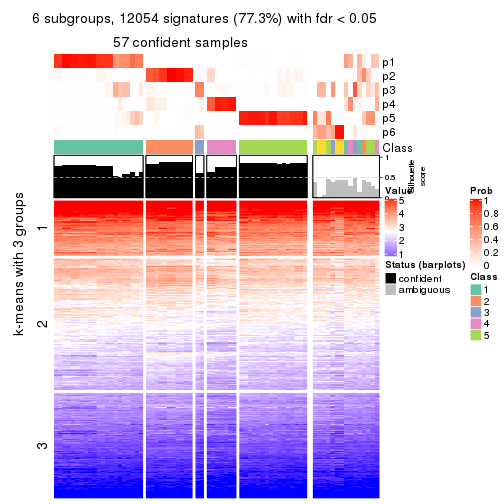 6 subgroups, 12054 signatures (77.3%) with fdr < 0.05
57 confident samples
p1
p2
p3
p4
p5
p6
Class
1
0.5
0
Silhouette
score
k-means with 3 groups
1
2
3
Value
5
4
3
2
1
Status (barplots)
confident
ambiguous
Prob
1
0.8
0.6
0.4
0.2
0
Class
1
2
3
4
5